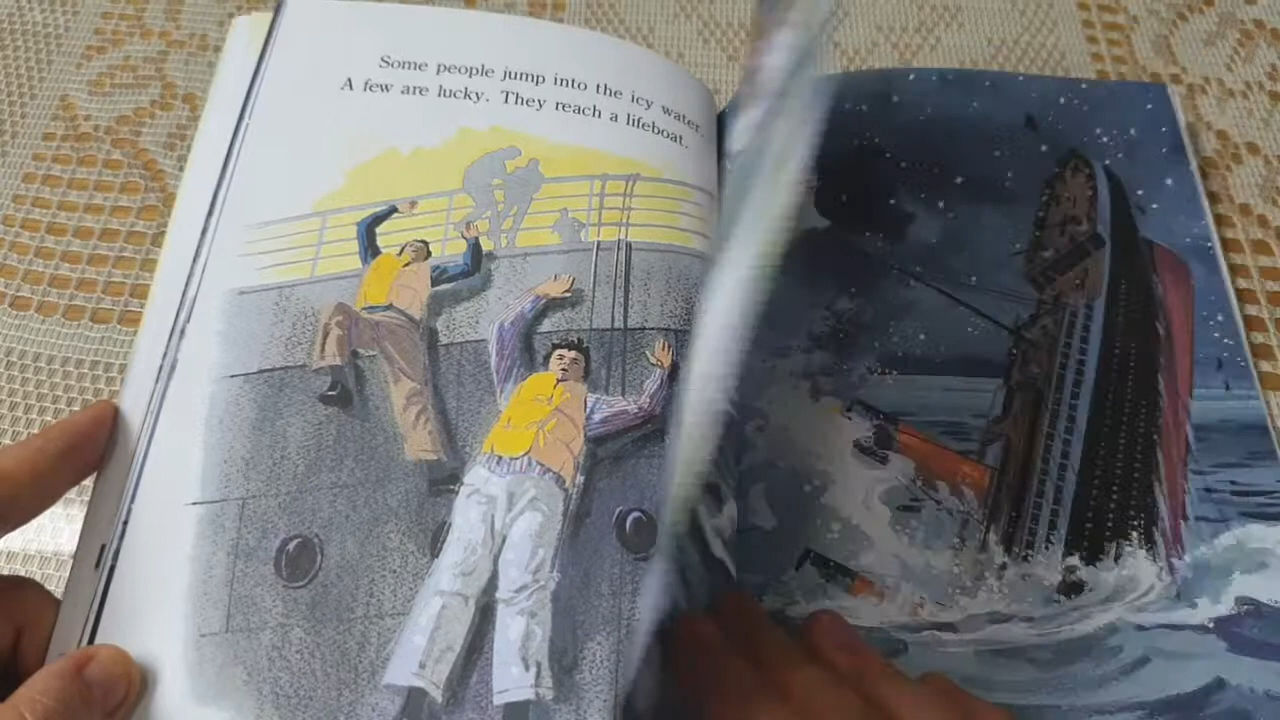 Some people jump into the icy water.
A few are lucky. They reach a lifeboat.